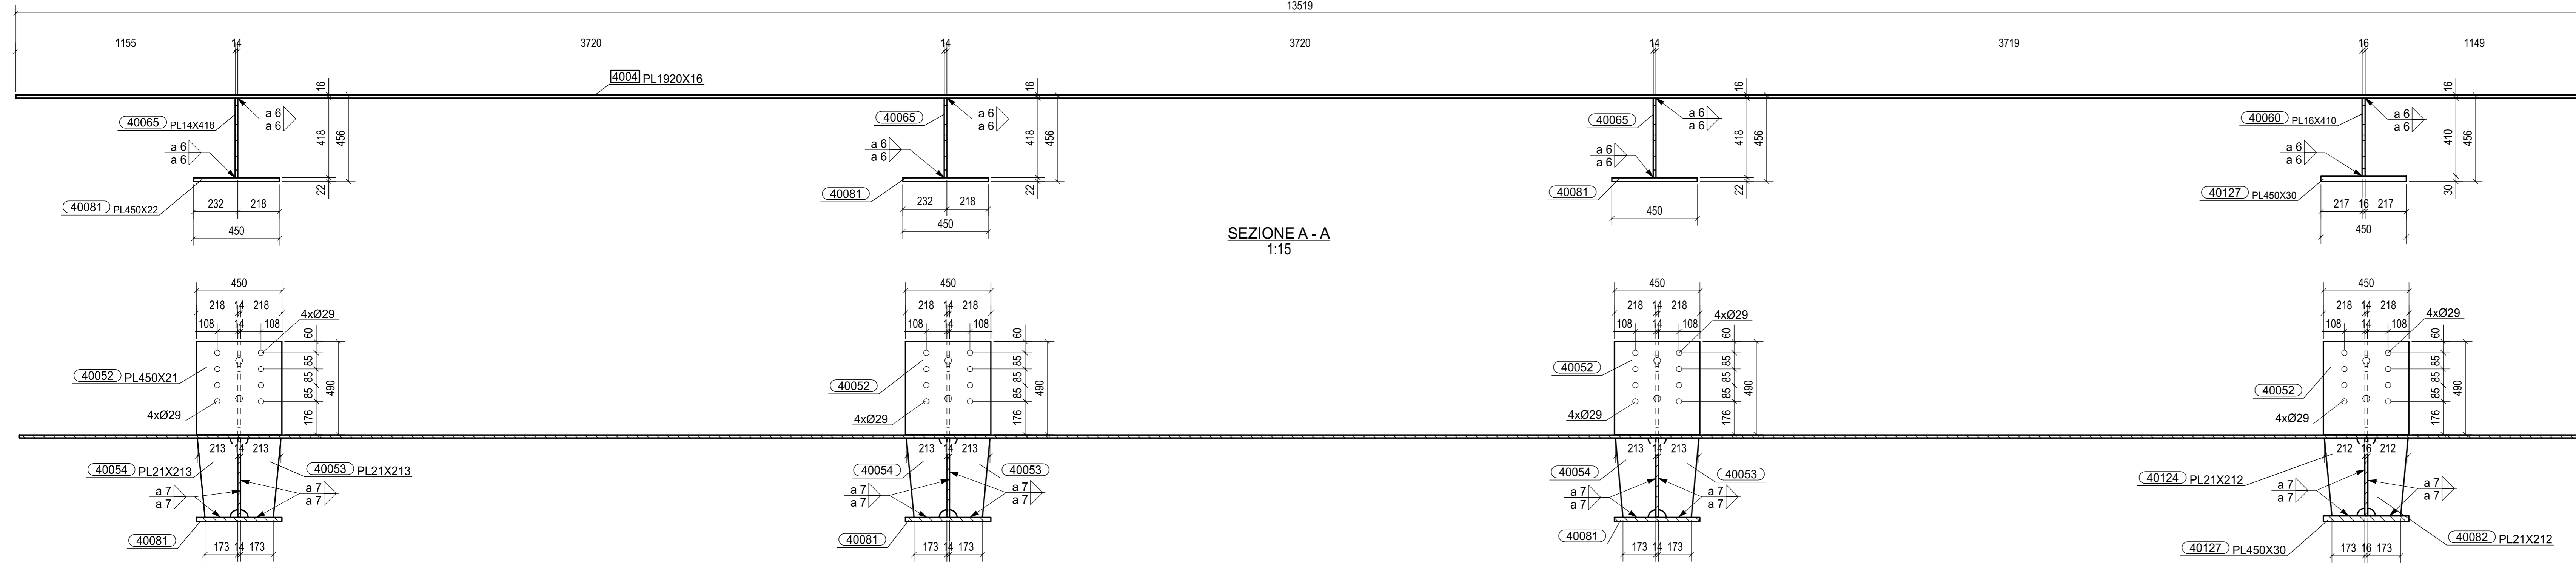 13519
1155
14
3720
14
3720
14
3719
16
1149
4004 PL1920X16
16
418
456
22
40065 PL14X418
a 6
a 6
a 6
a 6
40081 PL450X22
232
218
450
16
418
456
22
40065
a 6
a 6
a 6
a 6
40081
232
218
450
16
418
456
22
40065
a 6
a 6
a 6
a 6
40081
450
16
410
456
30
40060 PL16X410
a 6
a 6
a 6
a 6
40127 PL450X30
217
16
217
450
SEZIONE A - A
1:15
450
218
14
218
108
14
108
4xØ29
60
85
85
85
176
490
40052 PL450X21
4xØ29
213
14
213
40054 PL21X213
40053 PL21X213
a 7
a 7
a 7
a 7
40081
173
14
173
450
218
14
218
108
14
108
60
85
85
85
176
490
40052
4xØ29
213
14
213
40054
40053
a 7
a 7
a 7
a 7
40081
173
14
173
450
218
14
218
108
14
108
4xØ29
60
85
85
85
176
490
40052
4xØ29
213
14
213
40054
40053
a 7
a 7
a 7
a 7
40081
173
14
173
450
218
14
218
108
14
108
4xØ29
60
85
85
85
176
490
40052
4xØ29
212
16
212
40124 PL21X212
a 7
a 7
a 7
a 7
40082 PL21X212
40127 PL450X30
173
16
173